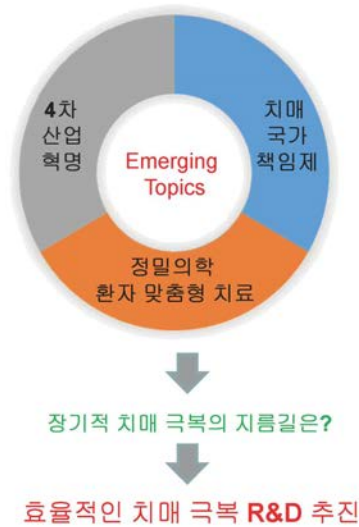 4차
산업
혁명
치매
국가
책임제
Emerging
Topics
정밀의학
환자 맞춤형 치료
장기적 치매 극복의 지름길은?
효율적인 치매 극복 R&D 추진